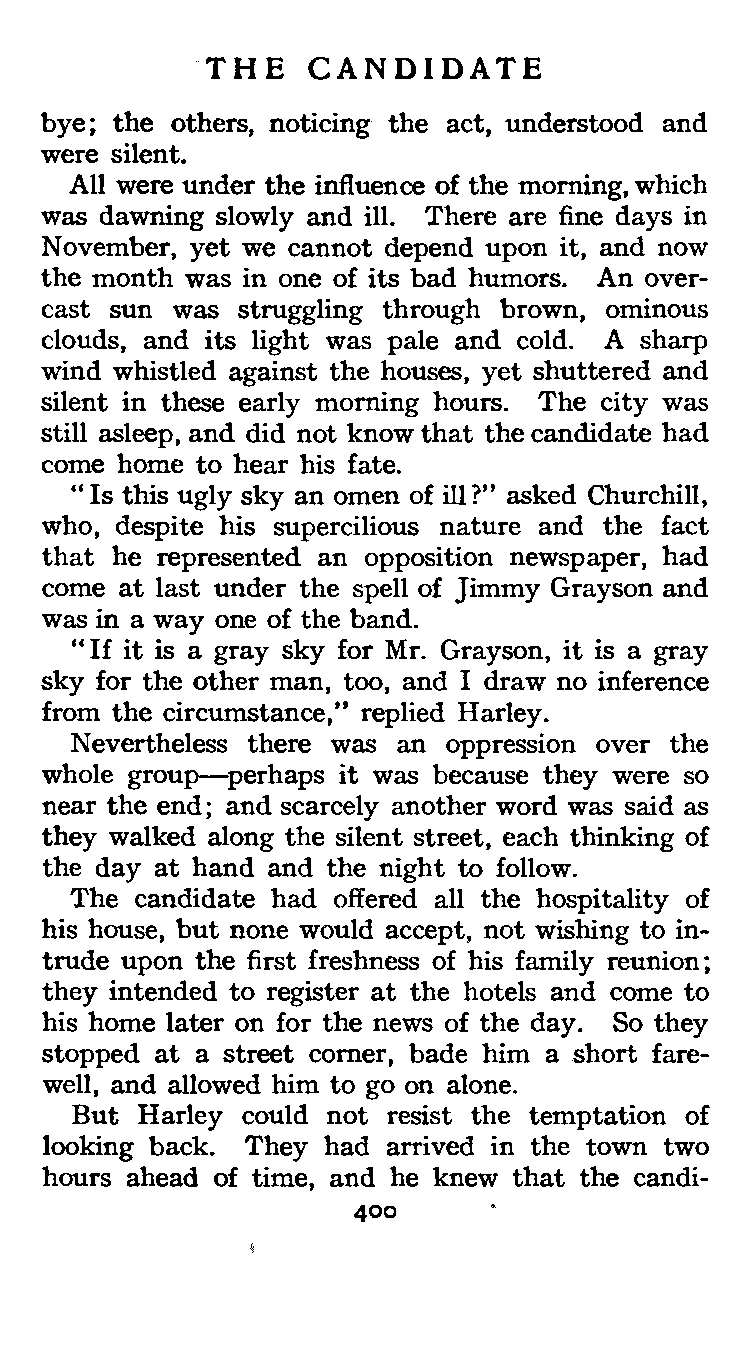 THE CANDIDATE
bye; the others, noticing the act, understood and
were silent.
All were under the influence of the morning, which
was dawning slowly and ill. There are fine days in
November, yet we cannot depend upon it, and now
the month was in one of its bad humors. An over-
cast sun was struggling through brown, ominous
clouds, and its light was pale and cold. A sharp
wind whistled against the houses, yet shuttered and
silent in these early morning hours. The city was
still asleep, and did not know that the candidate had
come home to hear his fate.
"Is this ugly sky an omen of ill?" asked Churchill,
who, despite his supercilious nature and the fact
that he represented an opposition newspaper, had
come at last under the spell of Jimmy Grayson and
was in a way one of the band.
"If it is a gray sky for Mr. Grayson, it is a gray
sky for the other man, too, and I draw no inference
from the circumstance," replied Harley.
Nevertheless there was an oppression over the
whole group—perhaps it was because they were so
near the end; and scarcely another word was said as
they walked along the silent street, each thinking of
the day at hand and the night to follow.
The candidate had offered all the hospitality of
his house, but none would accept, not wishing to in-
trude upon the first freshness of his family reunion;
they intended to register at the hotels and come to
his home later on for the news of the day. So they
stopped at a street corner, bade him a short fare-
well, and allowed him to go on alone.
But Harley could not resist the temptation of
looking back. They had arrived in the town two
hours ahead of time, and he knew that the candi-
400